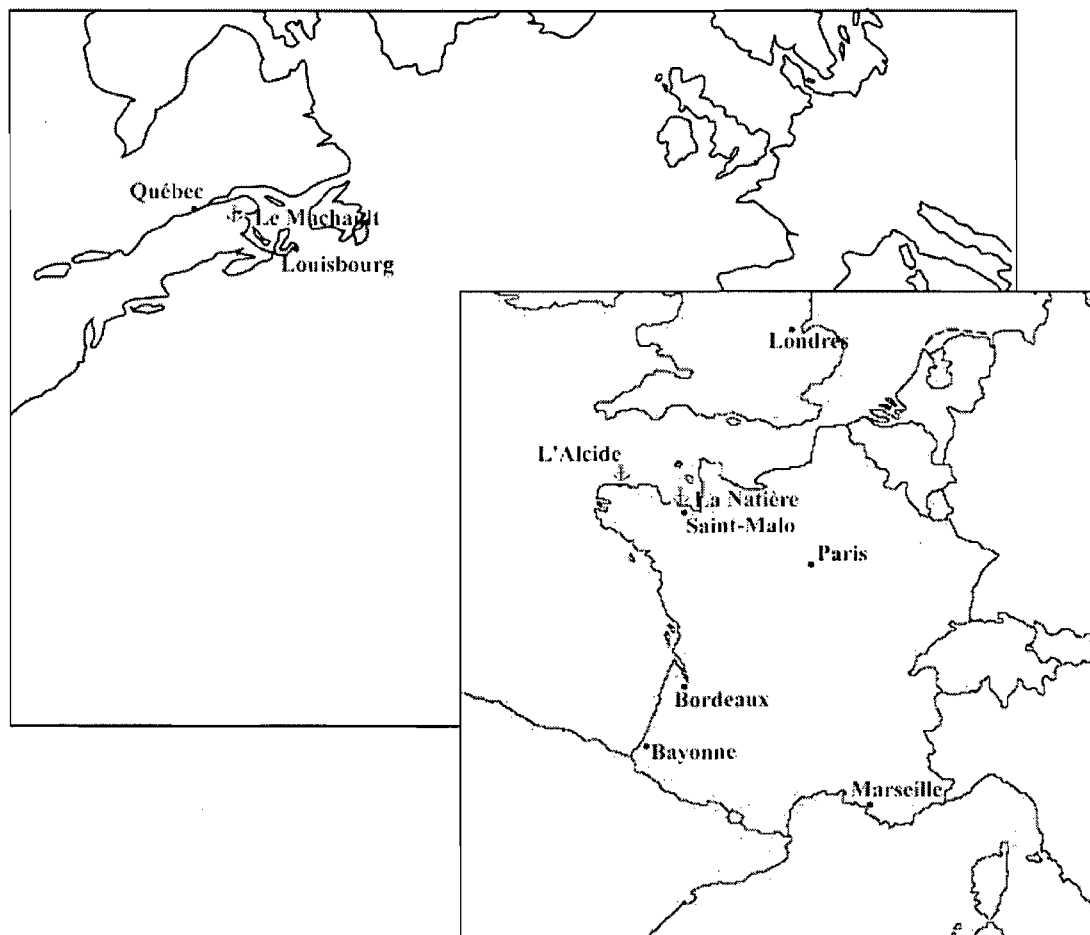 Québec
Le Machault
Louisbourg
Londres
L'Alcide
La Natière
Saint-Malo
Paris
Bordeaux
Bayonne
Marseille